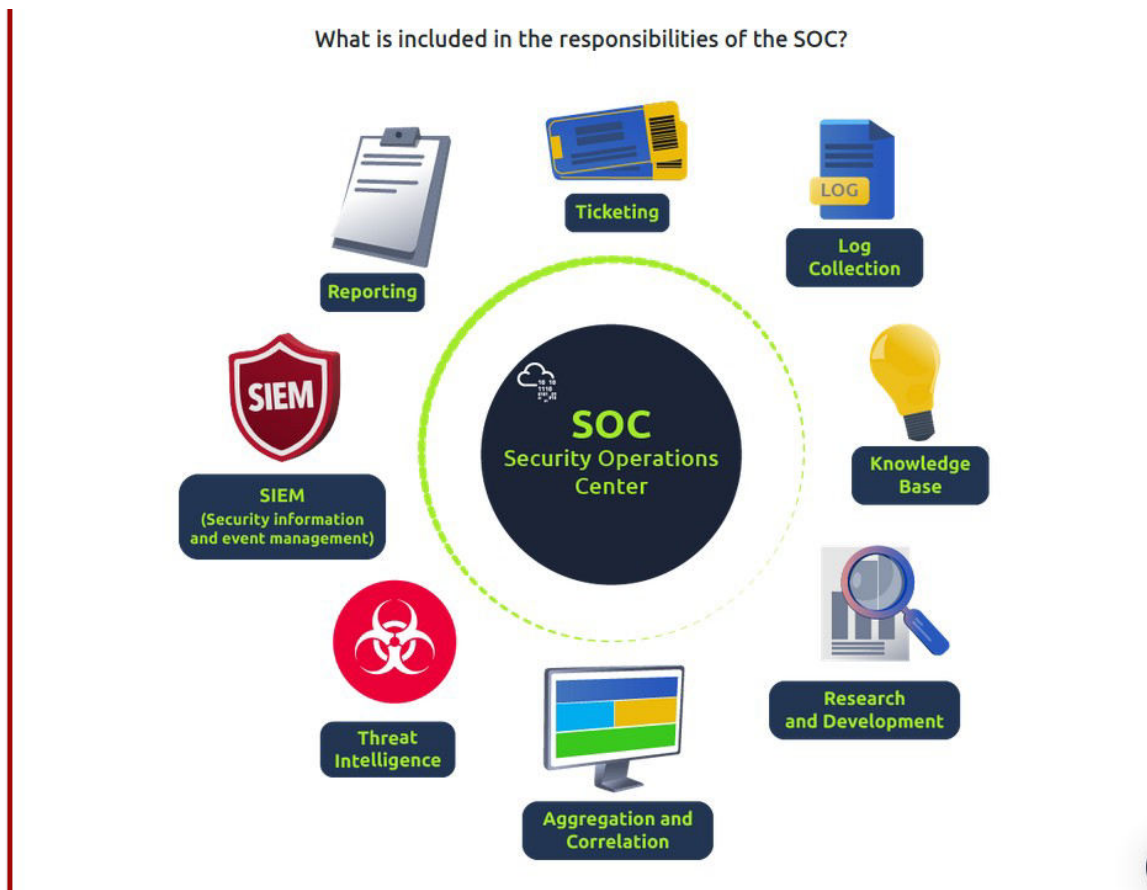 What is included in the responsibilities of the SOC?
Ticketing
LOG
Log
Collection
Reporting
SIEM
SIEM
(Security information
and event management)
SOC
Security Operations
Center
Knowledge
Base
Research
and Development
Threat
Intelligence
Aggregation and
Correlation